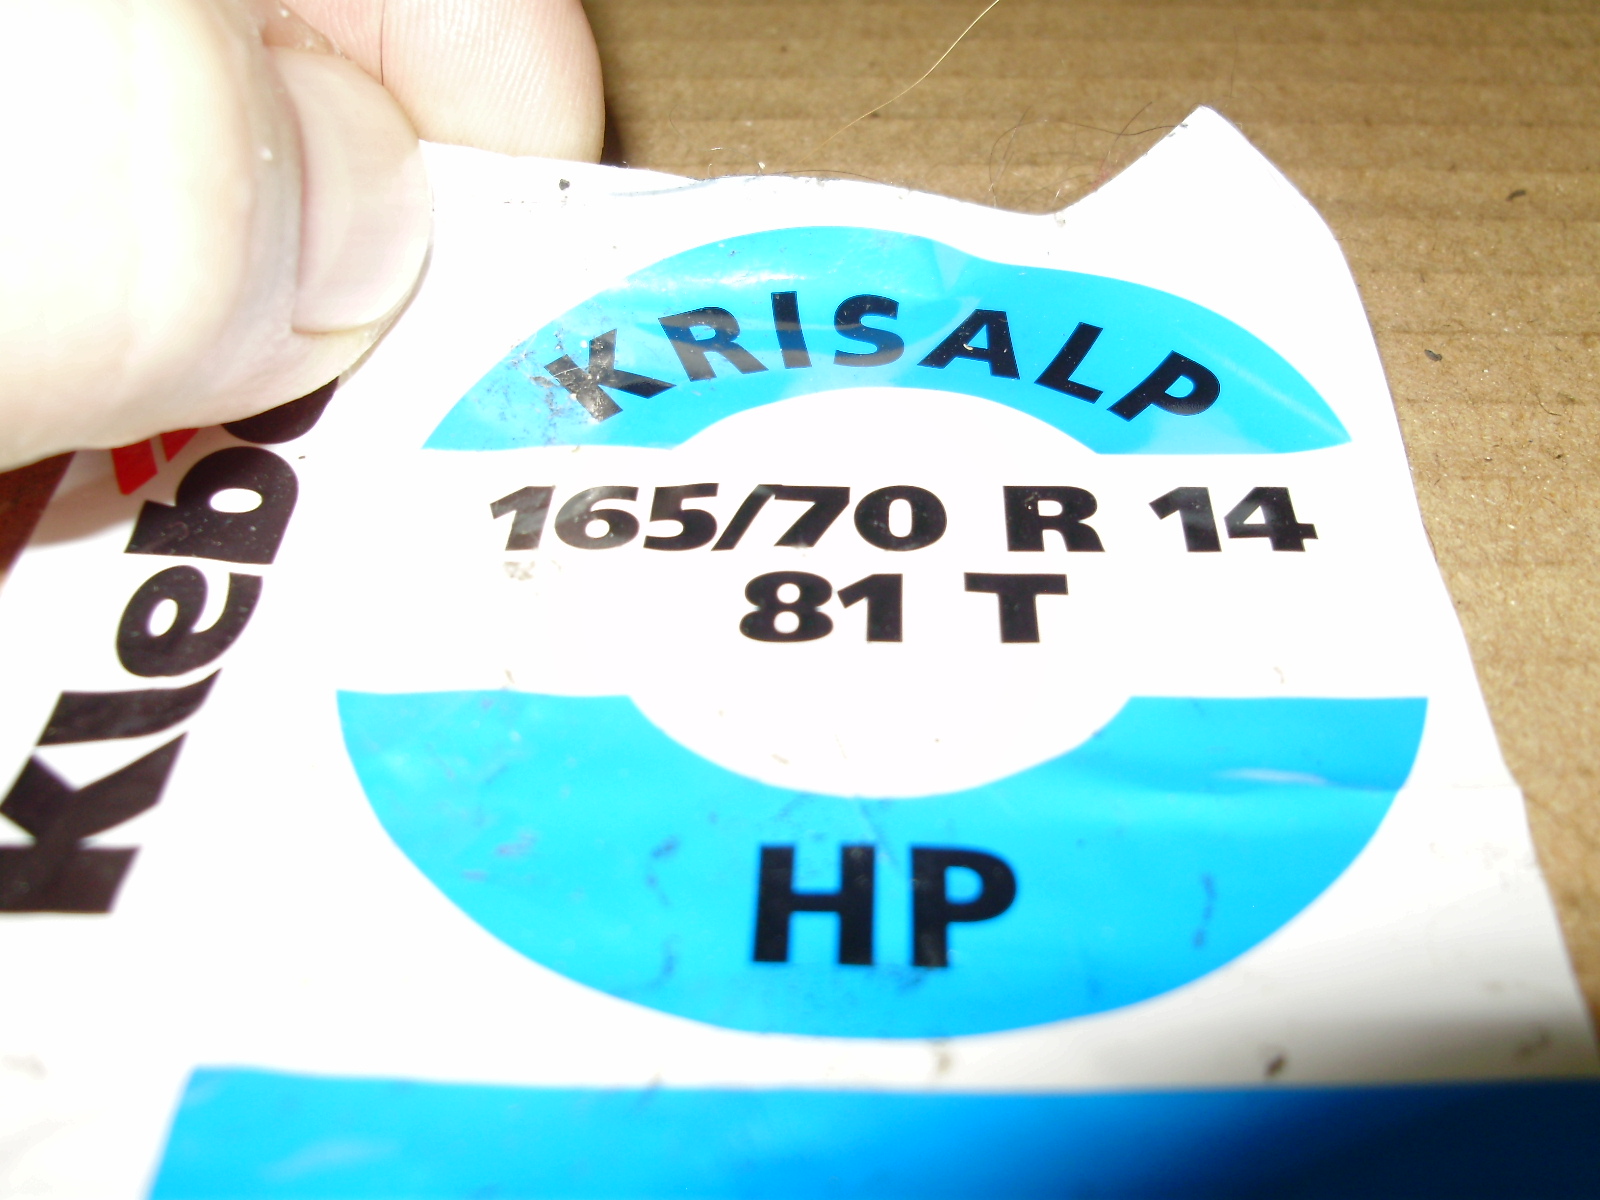 KRISALP
165/70 R 14
81 T
HP